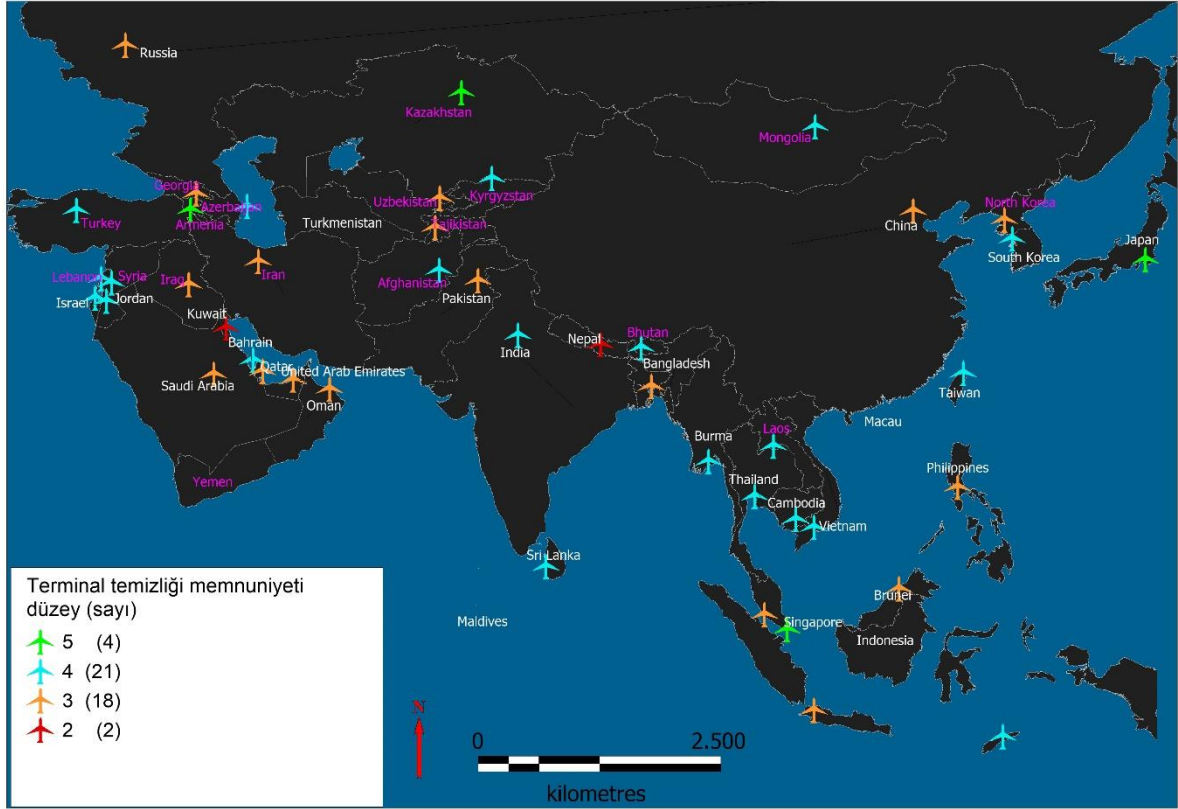 Russia
Kazakhstan
Mongolia
Georgia
Azerbaijan
Armenia
Turkey
Uzbekistan
Kyrgyzstan
Tajikistan
Turkmenistan
North Korea
China
South Korea
Japan
Lebanon
Syria
Iraq
Iran
Afghanistan
Israel
Jordan
Kuwait
Pakistan
Bahrain
India
Nepal
Bhutan
Bangladesh
Qatar
United Arab Emirates
Saudi Arabia
Oman
Taiwan
Macau
Burma
Laos
Yemen
Thailand
Philippines
Cambodia
Vietnam
Sri Lanka
Maldives
Brunei
Singapore
Indonesia
Terminal temizliği memnuniyeti
düzey (sayı)
5 (4)
4 (21)
3 (18)
2 (2)
N
0 2.500
kilometres